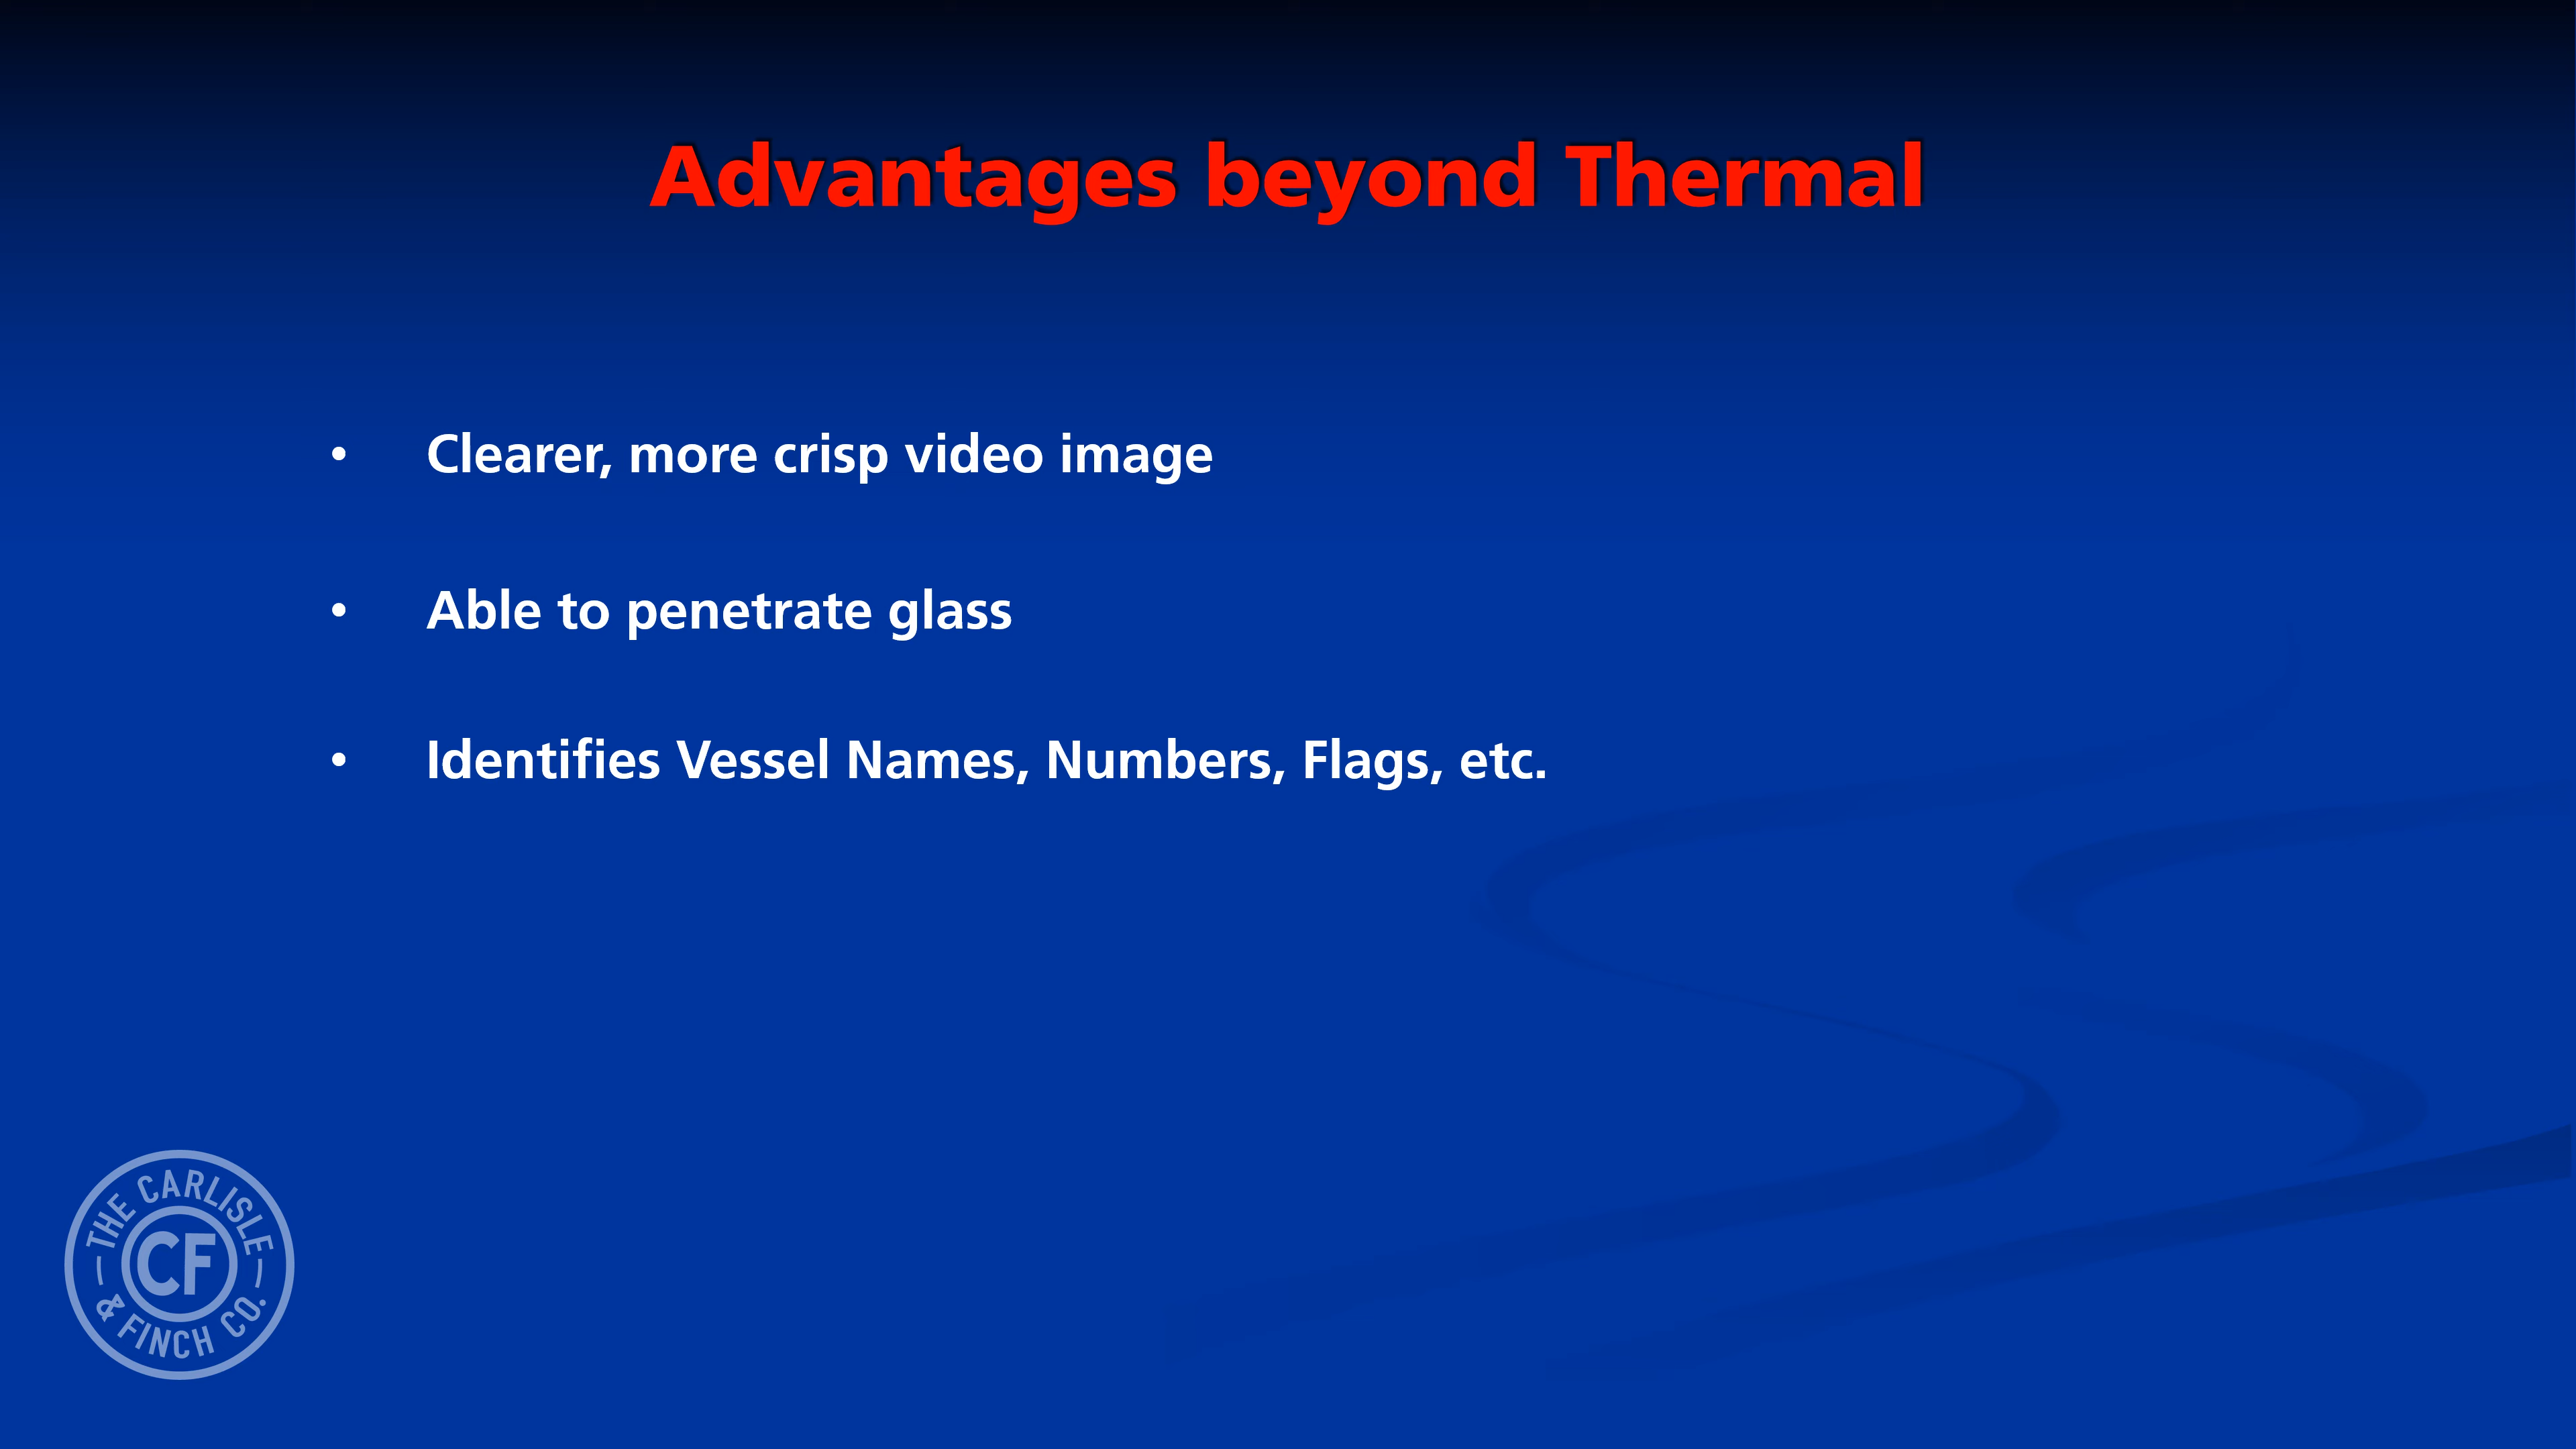 Advantages beyond Thermal
• Clearer, more crisp video image
• Able to penetrate glass
• Identifies Vessel Names, Numbers, Flags, etc.
THE CARLISLE
CF
& FINCH CO.